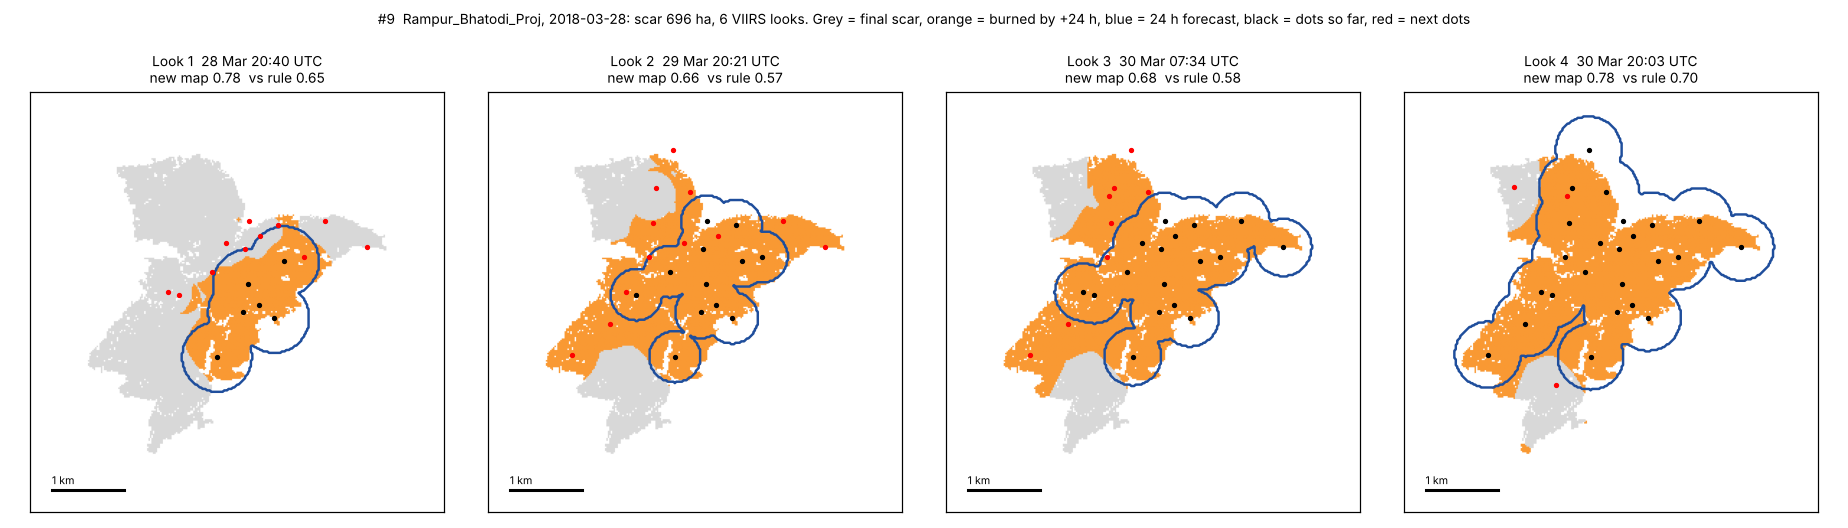 #9 Rampur_Bhatodi_Proj, 2018-03-28: scar 696 ha, 6 VIIRS looks. Grey = final scar, orange = burned by +24 h, blue = 24 h forecast, black = dots so far, red = next dots
Look 1 28 Mar 20:40 UTC
new map 0.78 vs rule 0.65
Look 2 29 Mar 20:21 UTC
new map 0.66 vs rule 0.57
Look 3 30 Mar 07:34 UTC
new map 0.68 vs rule 0.58
Look 4 30 Mar 20:03 UTC
new map 0.78 vs rule 0.70
1 km
1 km
1 km
1 km